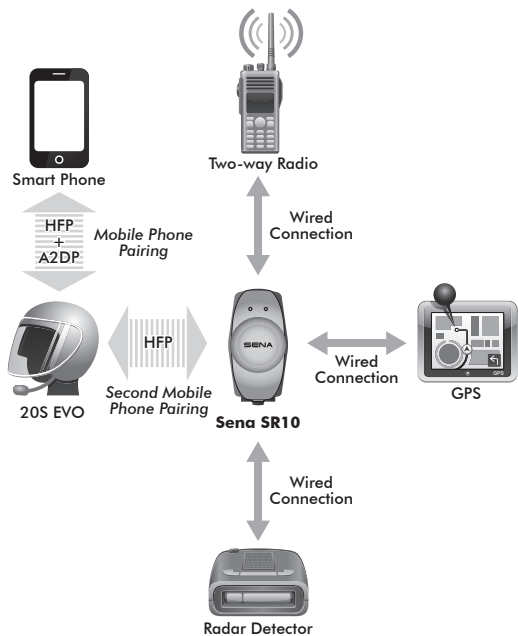 Two-way Radio
Smart Phone
HFP
+
A2DP
Mobile Phone
Pairing
Wired
Connection
HFP
SENA
Wired
Connection
GPS
GPS
20S EVO
Second Mobile
Phone Pairing
Sena SR10
Wired
Connection
Radar Detector